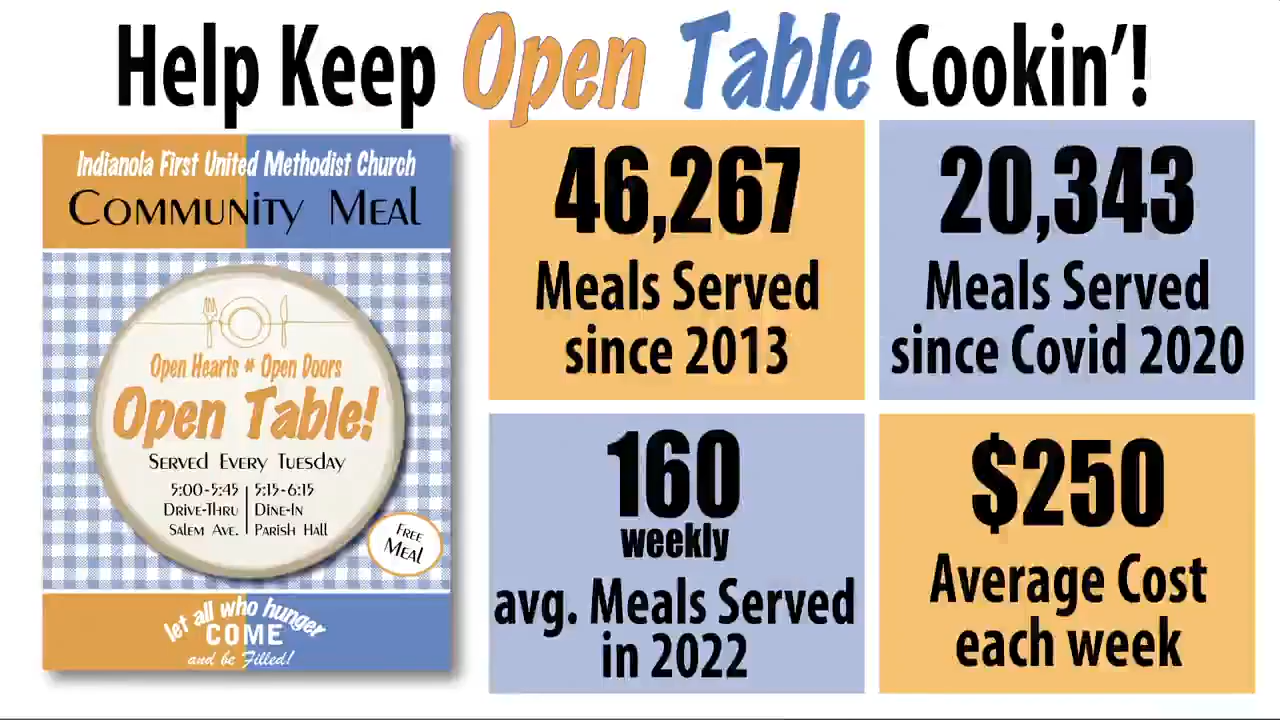 Help Keep Open Table Cookin'!
Indianola First United Methodist Church
Community Meal
Open Hearts * Open Doors
Open Table!
Served Every Tuesday
5:00-5:45 | 5:15-6:15
Drive-Thru | Dine-In
Salem Ave. | Parish Hall
Free
Meal
let all who hunger
COME
and be Filled!
46,267
Meals Served
since 2013
20,343
Meals Served
since Covid 2020
160
weekly
avg. Meals Served
in 2022
$250
Average Cost
each week